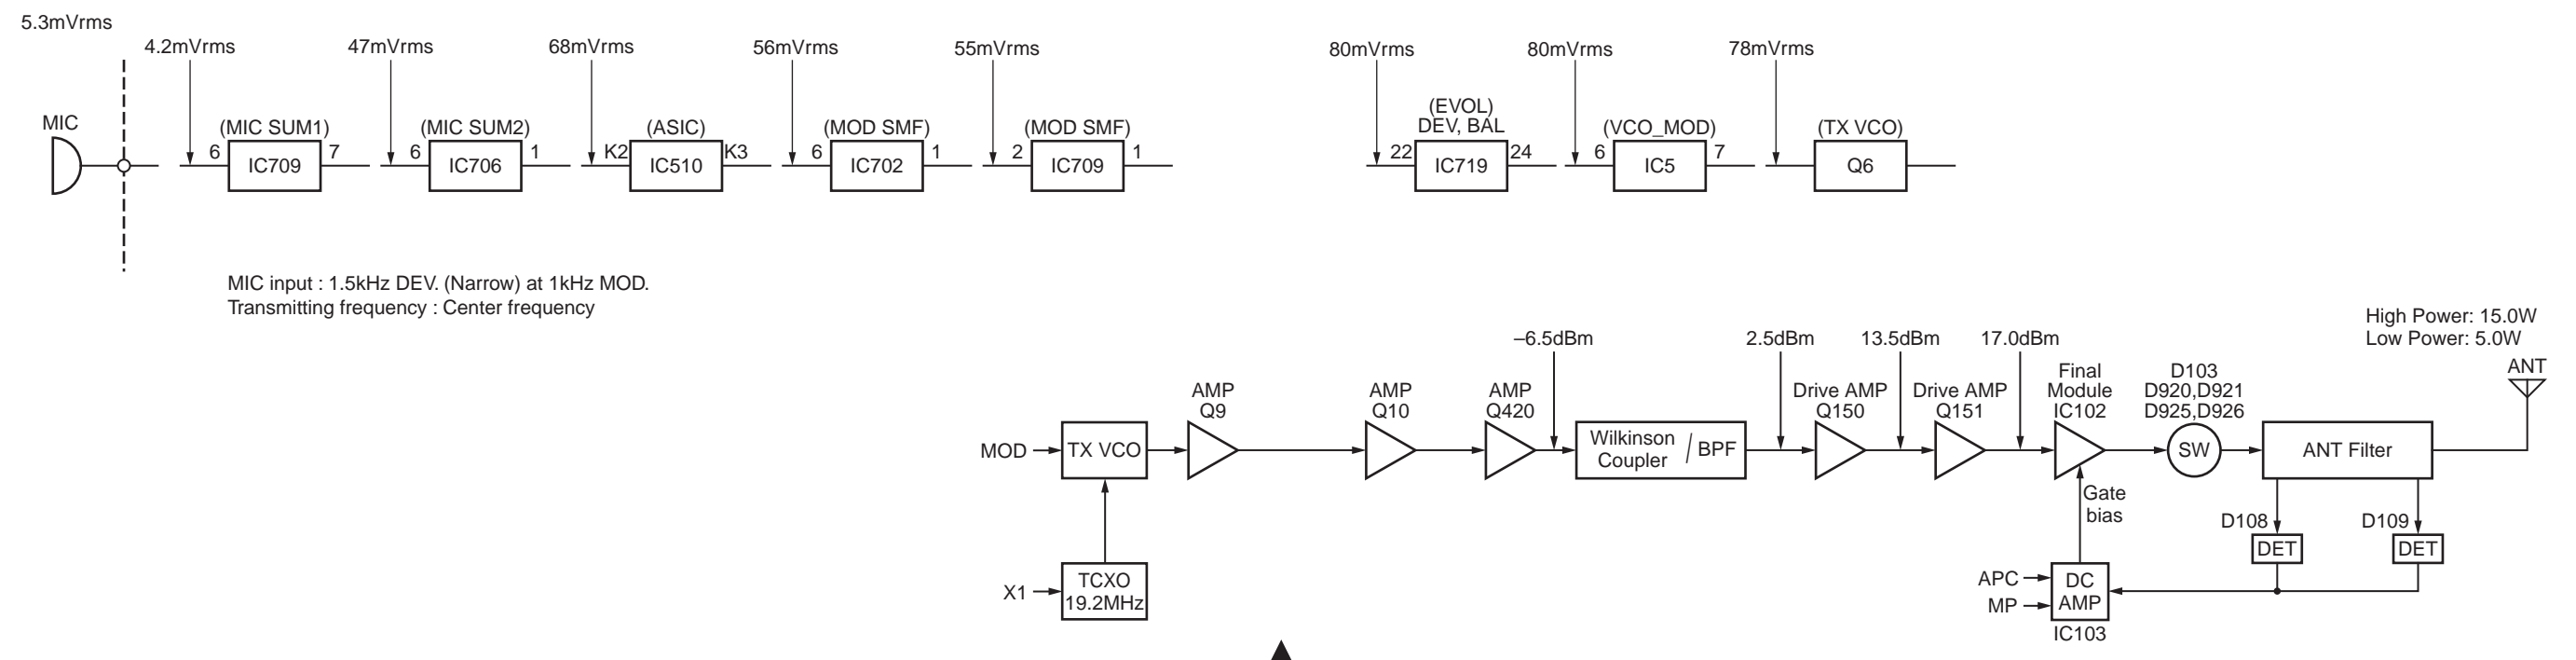 5.3mVrms
4.2mVrms
47mVrms
68mVrms
56mVrms
55mVrms
80mVrms
80mVrms
78mVrms
MIC
(MIC SUM1)
6 IC709 7
(MIC SUM2)
6 IC706 1
(ASIC)
K2 IC510 K3
(MOD SMF)
6 IC702 1
(MOD SMF)
2 IC709 1
(EVOL)
DEV, BAL
22 IC719 24
(VCO_MOD)
6 IC5 7
(TX VCO)
Q6
MIC input : 1.5kHz DEV. (Narrow) at 1kHz MOD.
Transmitting frequency : Center frequency
High Power: 15.0W
Low Power: 5.0W
ANT
–6.5dBm
2.5dBm
13.5dBm
17.0dBm
MOD
TX VCO
AMP
Q9
AMP
Q10
AMP
Q420
Wilkinson
Coupler
/ BPF
Drive AMP
Q150
Drive AMP
Q151
Final
Module
IC102
D103
D920,D921
D925,D926
SW
ANT Filter
Gate
bias
D108
DET
D109
DET
X1
TCXO
19.2MHz
APC
MP
DC
AMP
IC103